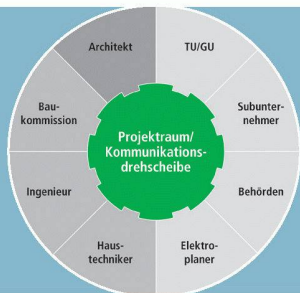 Architekt
TU/GU
Bau-
kommission
Subunter-
nehmer
Projektraum/
Kommunikations-
drehscheibe
Ingenieur
Behörden
Haus-
techniker
Elektro-
planer